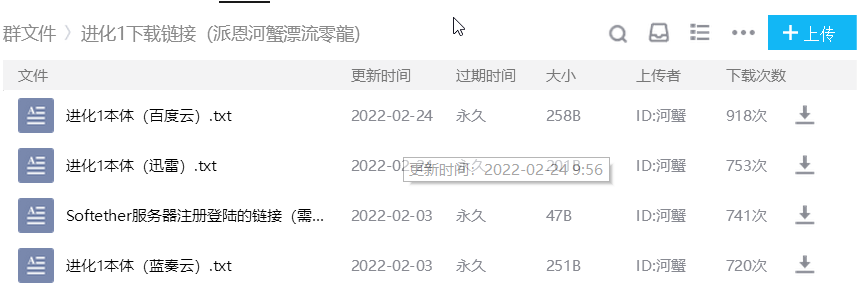 群文件 > 进化1下载链接（派恩河蟹漂流零龍）
上传
文件 更新时间 过期时间 大小 上传者 下载次数
进化1本体（百度云）.txt 2022-02-24 永久 258B ID:河蟹 918次
进化1本体（迅雷）.txt 2022-02-24 永久 291B ID:河蟹 753次
更新时间：2022-02-24 9:56
Softether服务器注册登陆的链接（需... 2022-02-03 永久 47B ID:河蟹 741次
进化1本体（蓝奏云）.txt 2022-02-03 永久 251B ID:河蟹 720次